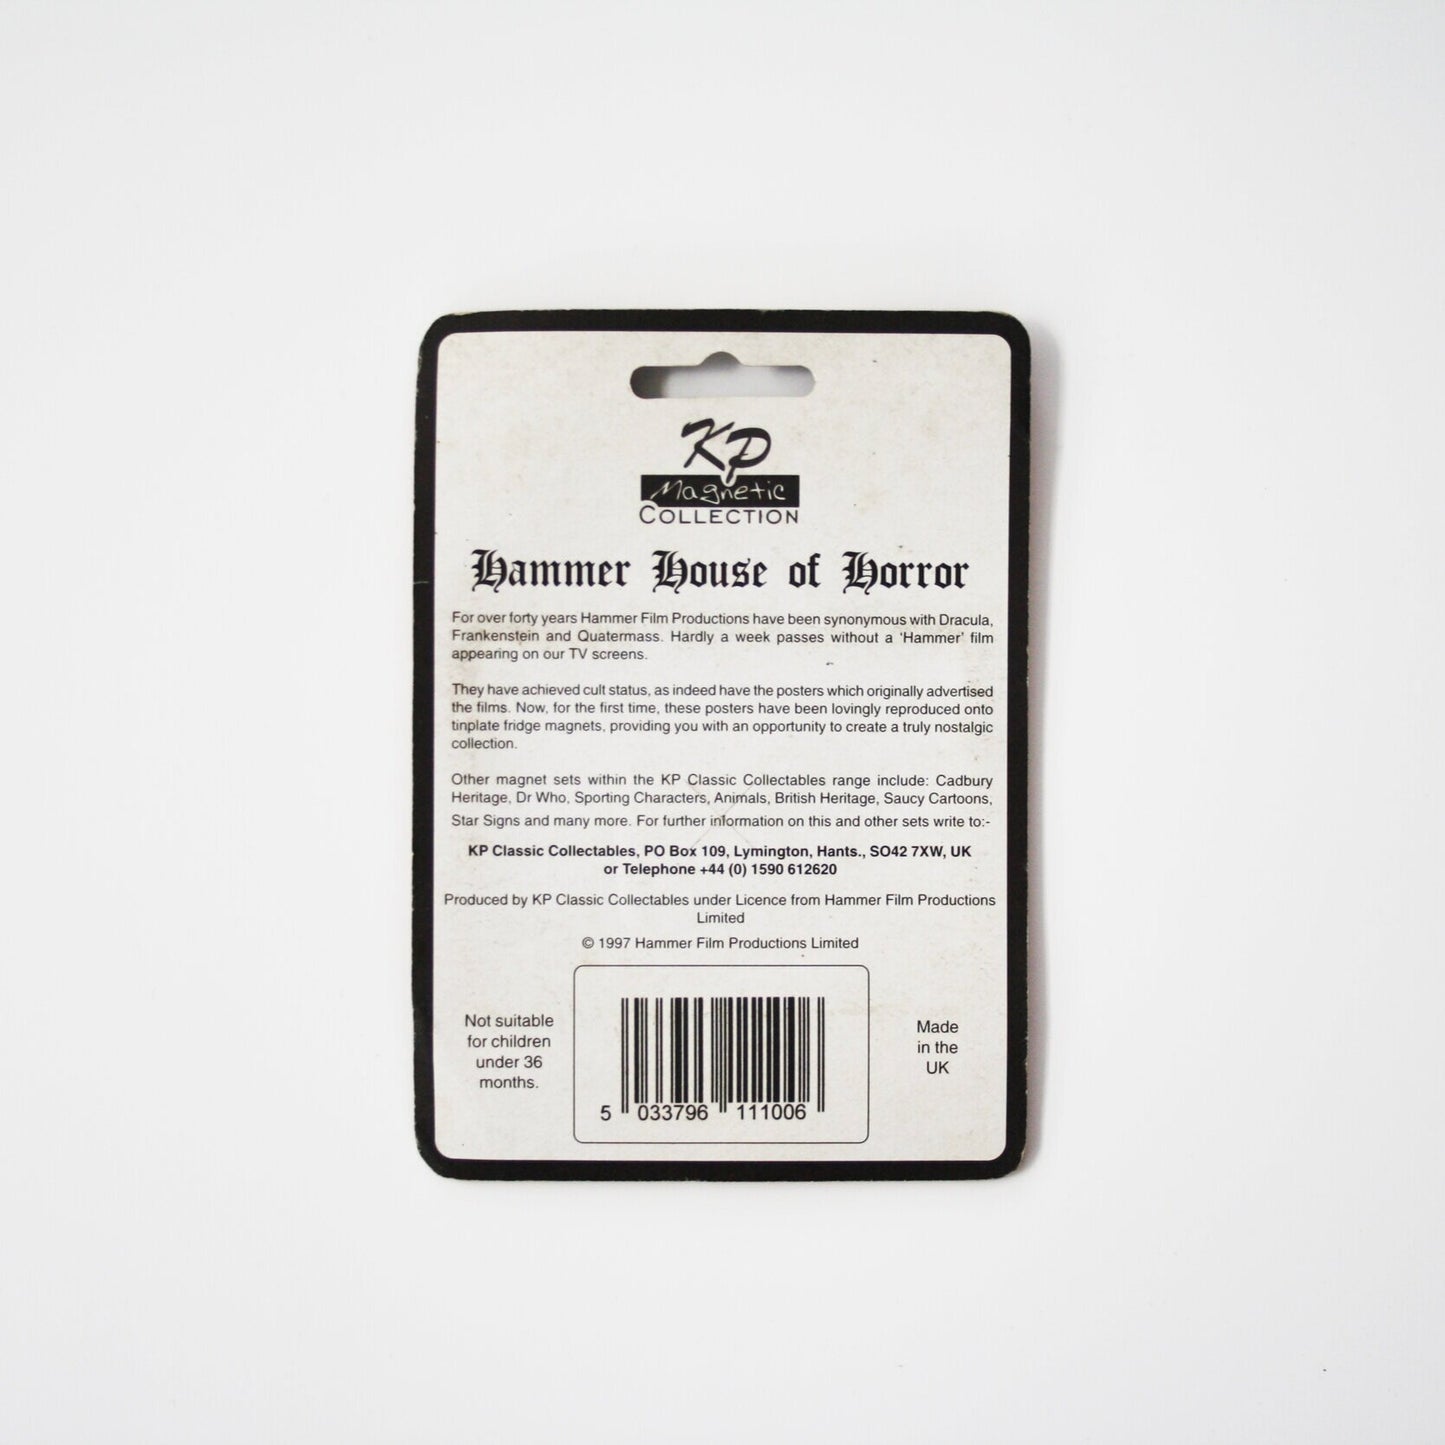 KP
Magnetic
COLLECTION
Hammer House of Horror
For over forty years Hammer Film Productions have been synonymous with Dracula,
Frankenstein and Quatermass. Hardly a week passes without a 'Hammer' film
appearing on our TV screens.
They have achieved cult status, as indeed have the posters which originally advertised
the films. Now, for the first time, these posters have been lovingly reproduced onto
tinplate fridge magnets, providing you with an opportunity to create a truly nostalgic
collection.
Other magnet sets within the KP Classic Collectables range include: Cadbury
Heritage, Dr Who, Sporting Characters, Animals, British Heritage, Saucy Cartoons,
Star Signs and many more. For further information on this and other sets write to:-
KP Classic Collectables, PO Box 109, Lymington, Hants., SO42 7XW, UK
or Telephone +44 (0) 1590 612620
Produced by KP Classic Collectables under Licence from Hammer Film Productions
Limited
© 1997 Hammer Film Productions Limited
Not suitable
for children
under 36
months.
5 033796 111006
Made
in the
UK